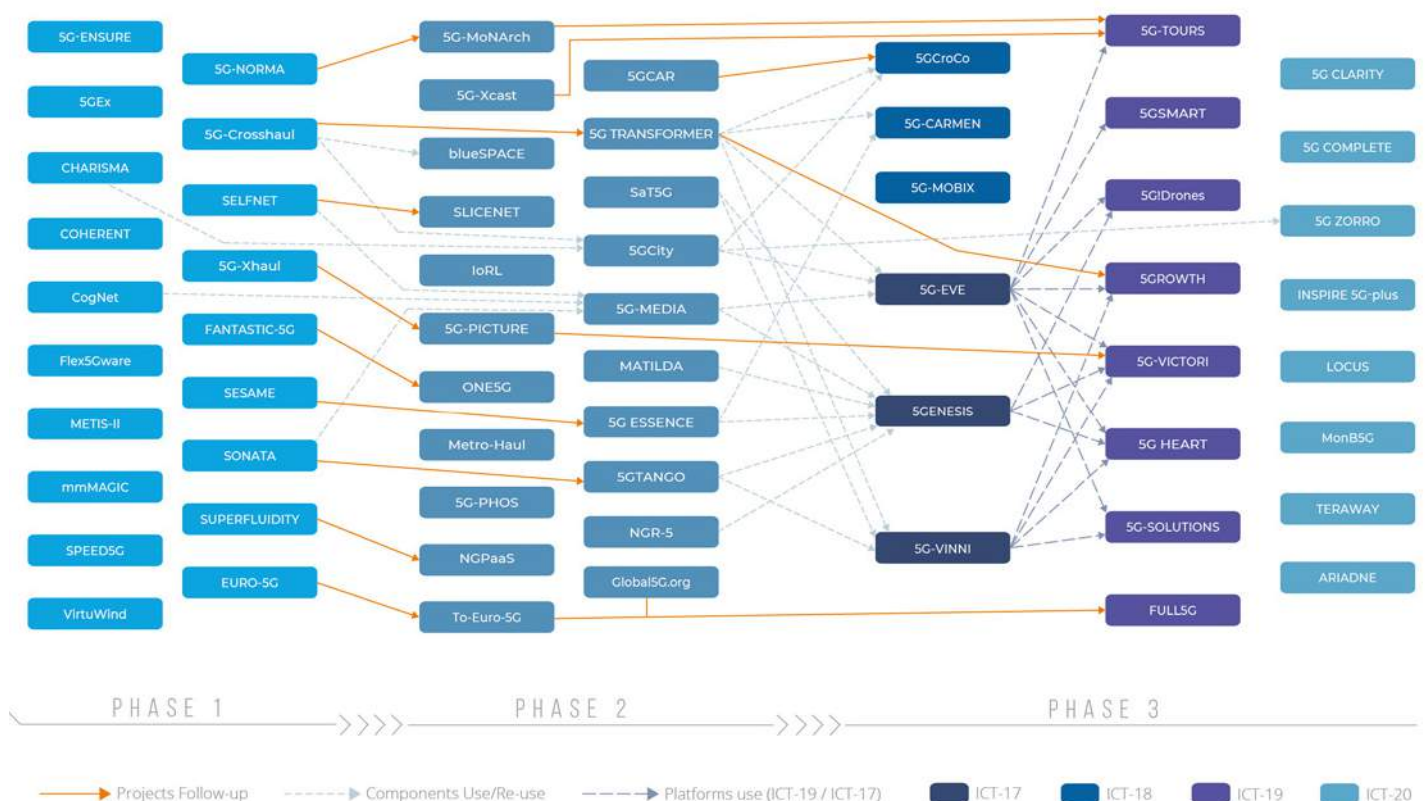 5G-ENSURE
5GEx
CHARISMA
COHERENT
CogNet
Flex5Gware
METIS-II
mmMAGIC
SPEED5G
VirtuWind
5G-NORMA
5G-Crosshaul
SELFNET
5G-Xhaul
FANTASTIC-5G
SESAME
SONATA
SUPERFLUIDITY
EURO-5G
5G-MoNArch
5G-Xcast
blueSPACE
SLICENET
IoRL
5G-PICTURE
ONE5G
Metro-Haul
5G-PHOS
NGPaaS
To-Euro-5G
5GCAR
5G TRANSFORMER
SaT5G
5GCity
5G-MEDIA
MATILDA
5G ESSENCE
5GTANGO
NGR-5
Global5G.org
5GCroCo
5G-CARMEN
5G-MOBIX
5G-EVE
5GENESIS
5G-VINNI
5G-TOURS
5GSMART
5G!Drones
5GROWTH
5G-VICTORI
5G HEART
5G-SOLUTIONS
FULL5G
5G CLARITY
5G COMPLETE
5G ZORRO
INSPIRE 5G-plus
LOCUS
MonB5G
TERAWAY
ARIADNE
PHASE 1
PHASE 2
PHASE 3
Projects Follow-up
Components Use/Re-use
Platforms use (ICT-19 / ICT-17)
ICT-17
ICT-18
ICT-19
ICT-20